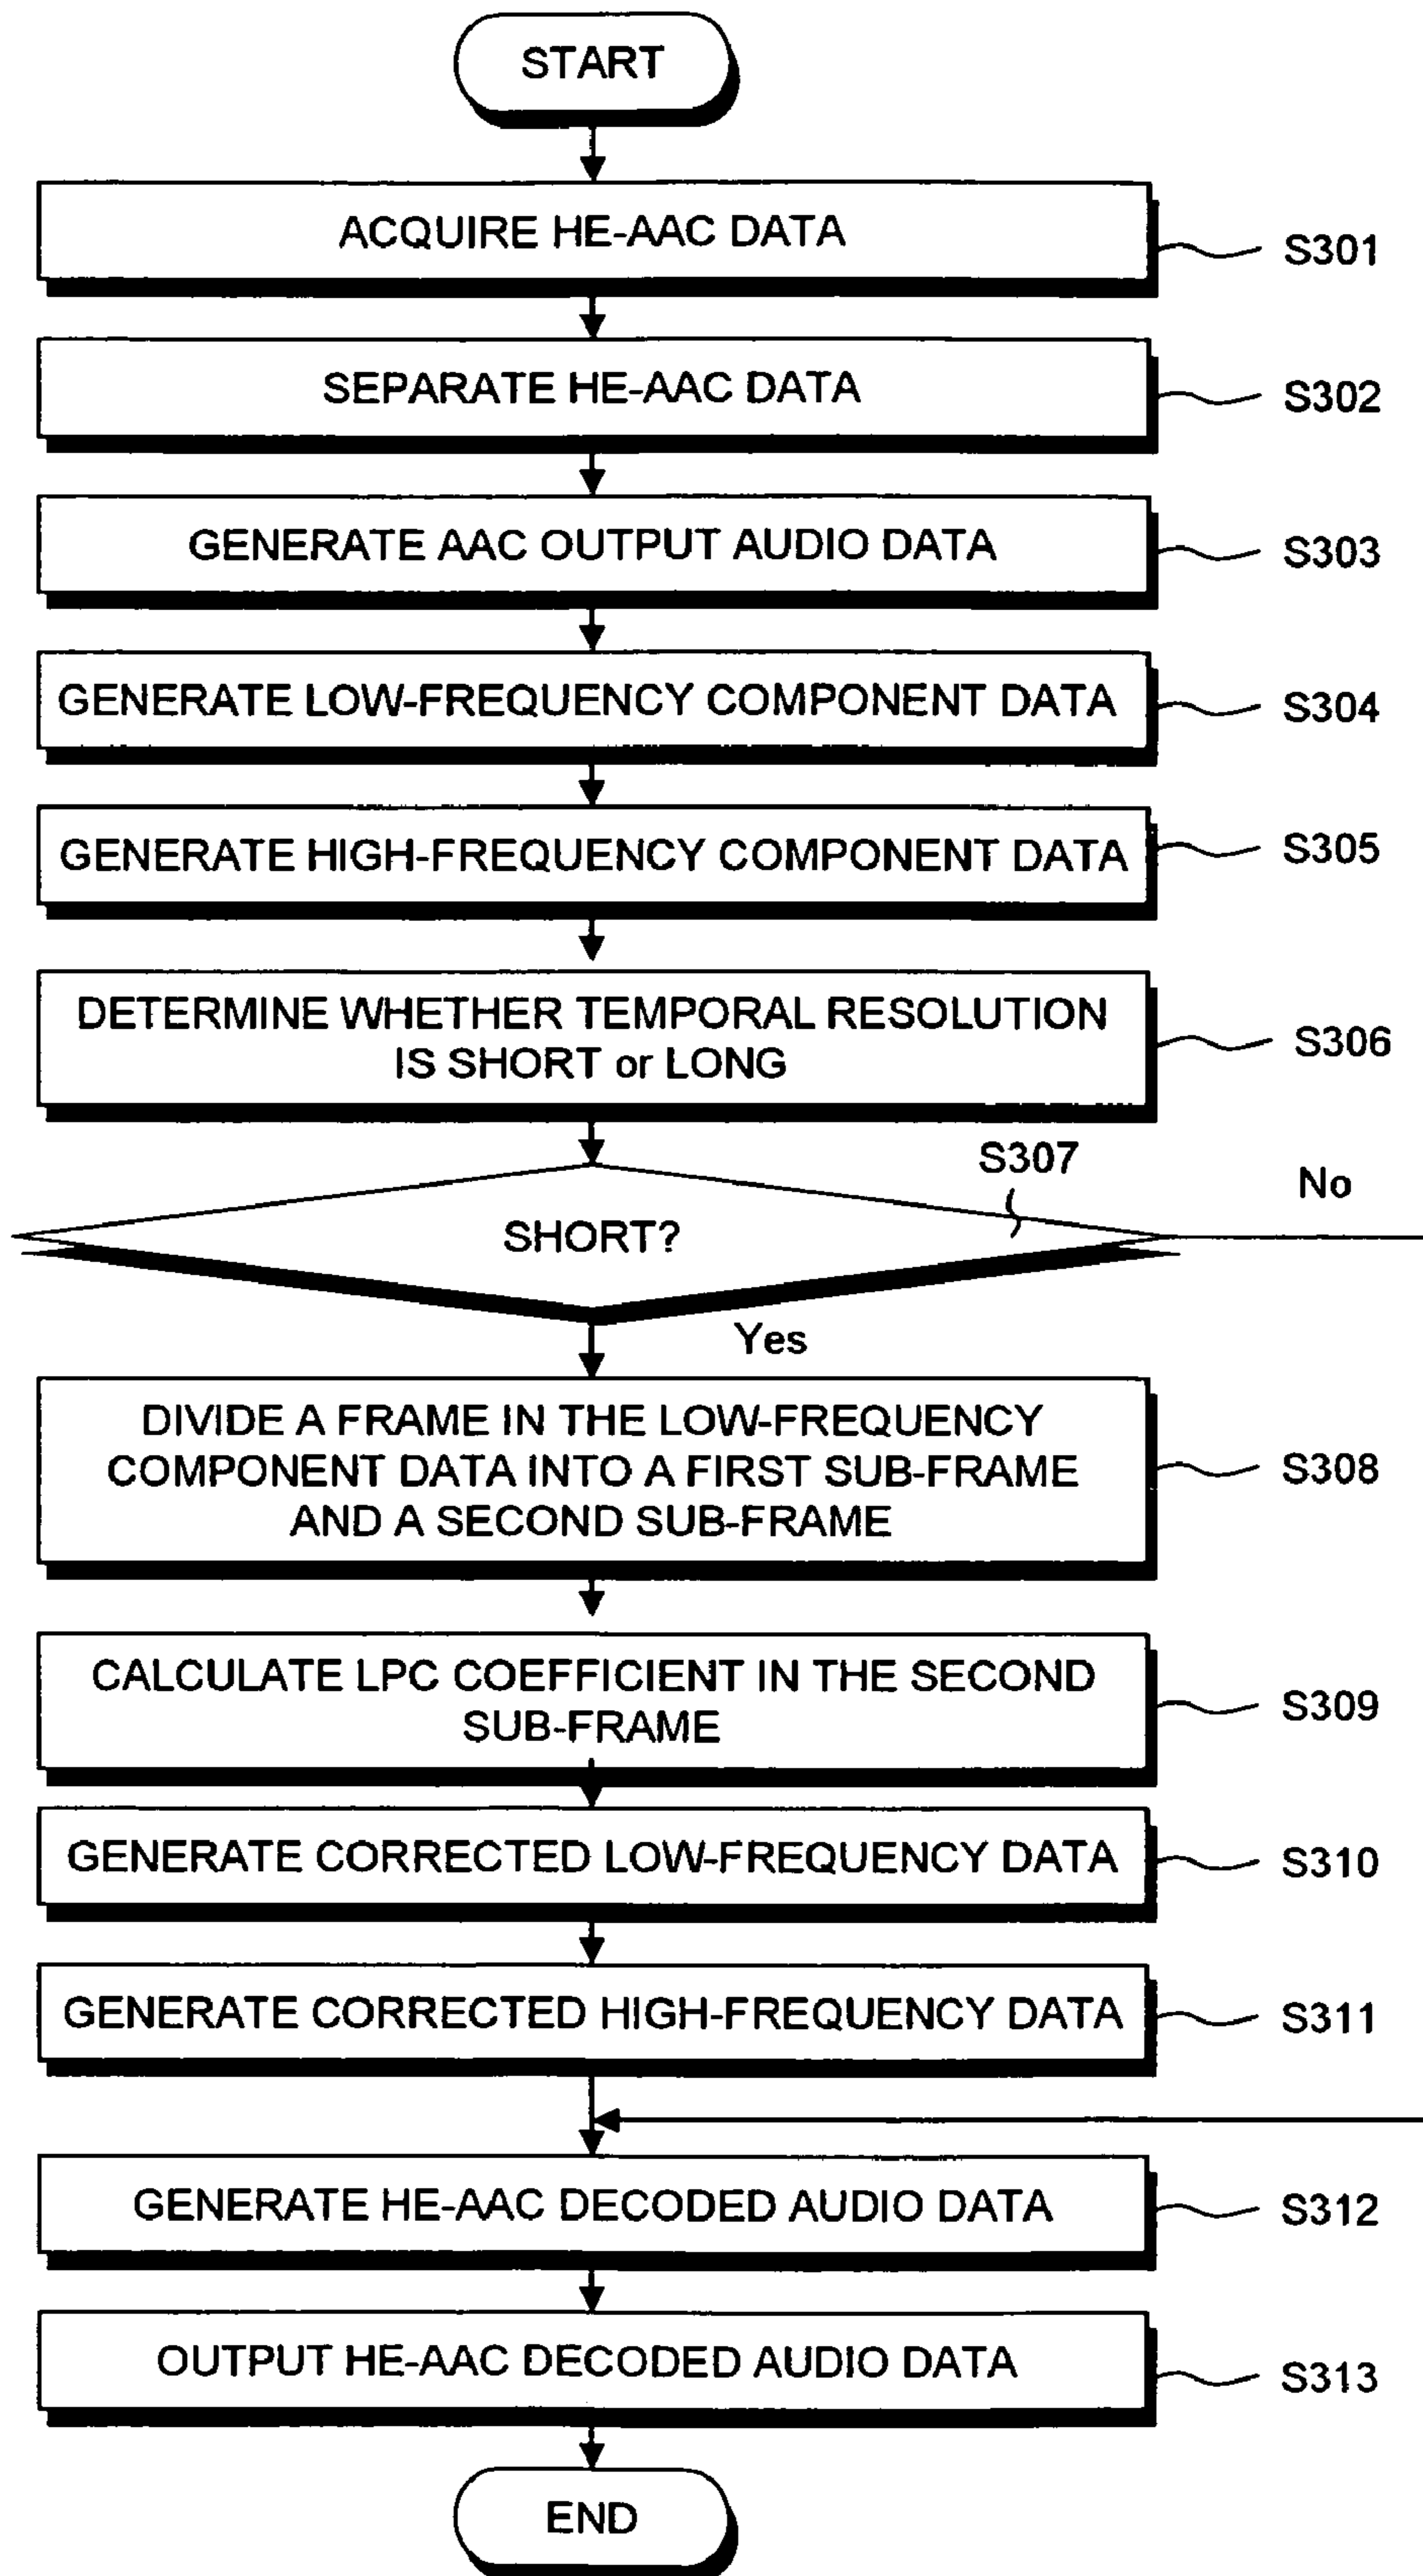 START
ACQUIRE HE-AAC DATA
S301
SEPARATE HE-AAC DATA
S302
GENERATE AAC OUTPUT AUDIO DATA
S303
GENERATE LOW-FREQUENCY COMPONENT DATA
S304
GENERATE HIGH-FREQUENCY COMPONENT DATA
S305
DETERMINE WHETHER TEMPORAL RESOLUTION
IS SHORT or LONG
S306
S307
No
SHORT?
Yes
DIVIDE A FRAME IN THE LOW-FREQUENCY
COMPONENT DATA INTO A FIRST SUB-FRAME
AND A SECOND SUB-FRAME
S308
CALCULATE LPC COEFFICIENT IN THE SECOND
SUB-FRAME
S309
GENERATE CORRECTED LOW-FREQUENCY DATA
S310
GENERATE CORRECTED HIGH-FREQUENCY DATA
S311
GENERATE HE-AAC DECODED AUDIO DATA
S312
OUTPUT HE-AAC DECODED AUDIO DATA
S313
END